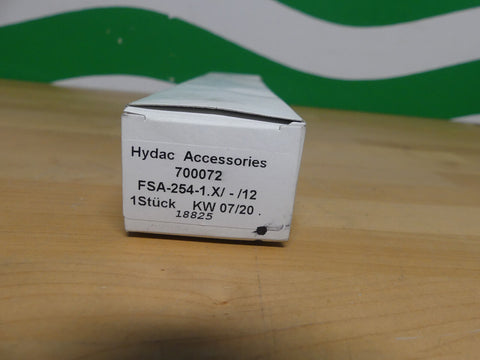 Hydac Accessories
700072
FSA-254-1.X/ - /12
1Stück KW 07/20 .
18825